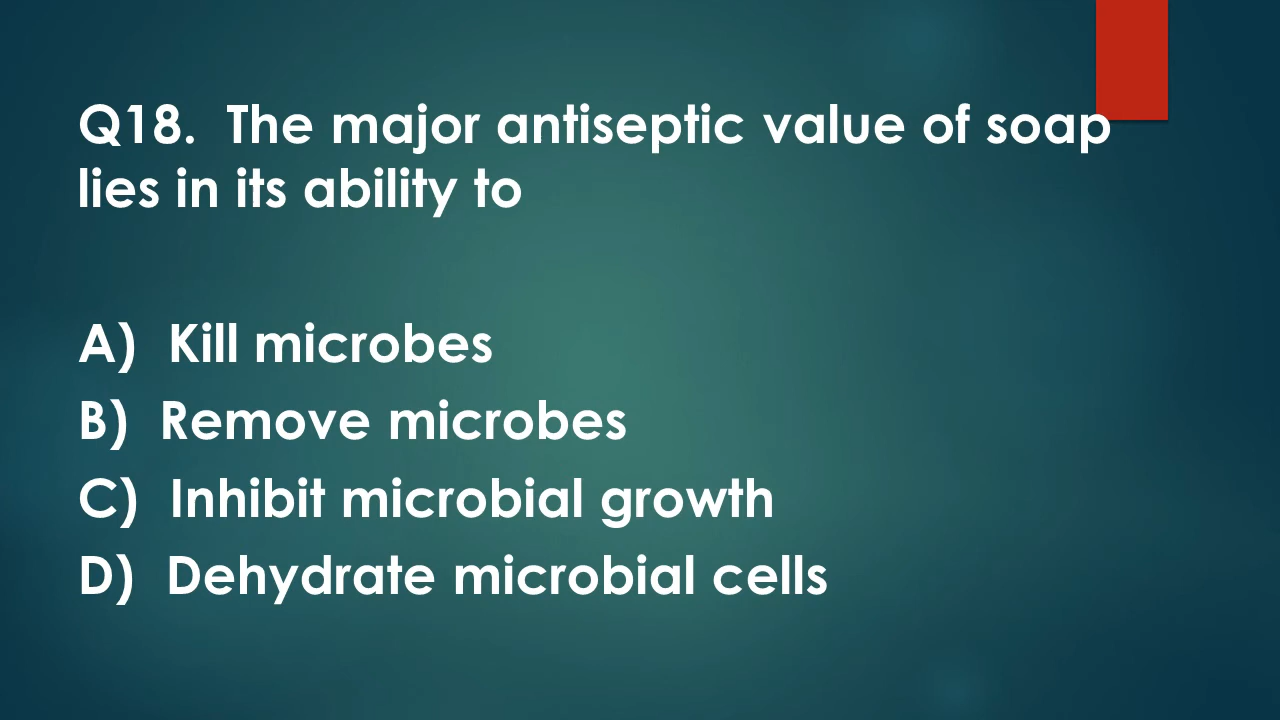 Q18.  The major antiseptic value of soap
lies in its ability to
A)  Kill microbes
B)  Remove microbes
C)  Inhibit microbial growth
D)  Dehydrate microbial cells